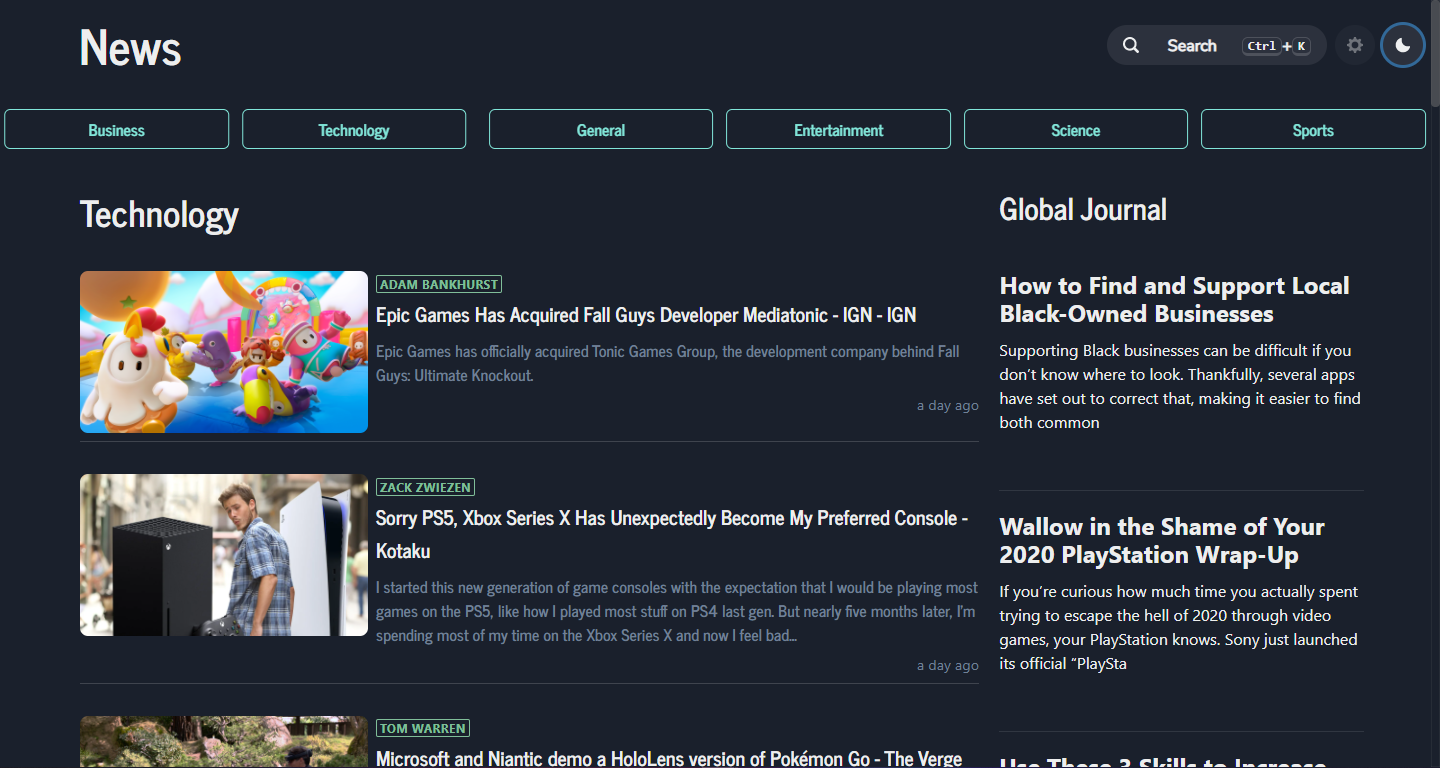 News
Search Ctrl+K
Business
Technology
General
Entertainment
Science
Sports
Technology
ADAM BANKHURST
Epic Games Has Acquired Fall Guys Developer Mediatonic - IGN - IGN
Epic Games has officially acquired Tonic Games Group, the development company behind Fall
Guys: Ultimate Knockout.
a day ago
ZACK ZWIEZEN
Sorry PS5, Xbox Series X Has Unexpectedly Become My Preferred Console -
Kotaku
I started this new generation of game consoles with the expectation that I would be playing most
games on the PS5, like how I played most stuff on PS4 last gen. But nearly five months later, I'm
spending most of my time on the Xbox Series X and now I feel bad...
a day ago
TOM WARREN
Microsoft and Niantic demo a HoloLens version of Pokémon Go - The Verge
Global Journal
How to Find and Support Local
Black-Owned Businesses
Supporting Black businesses can be difficult if you
don’t know where to look. Thankfully, several apps
have set out to correct that, making it easier to find
both common
Wallow in the Shame of Your
2020 PlayStation Wrap-Up
If you’re curious how much time you actually spent
trying to escape the hell of 2020 through video
games, your PlayStation knows. Sony just launched
its official “PlaySta
Use These 3 Skills to Increase